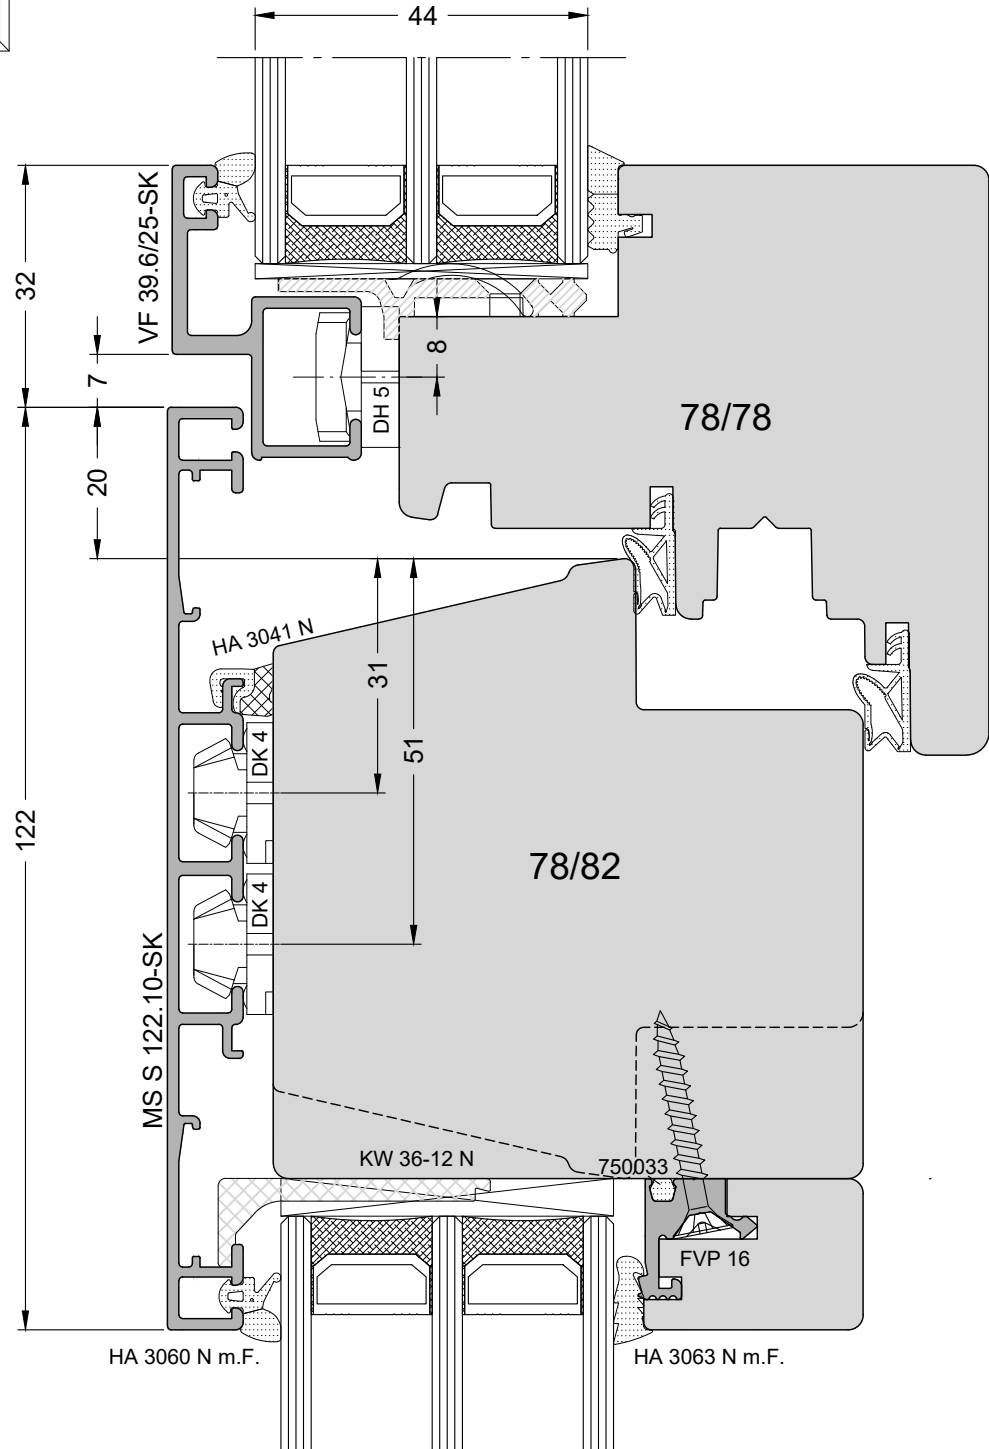 44
VF 39.6/25-SK
32
7
8
DH 5
78/78
20
HA 3041 N
31
DK 4
51
122
78/82
DK 4
MS S 122.10-SK
KW 36-12 N
750033
FVP 16
HA 3060 N m.F.
HA 3063 N m.F.